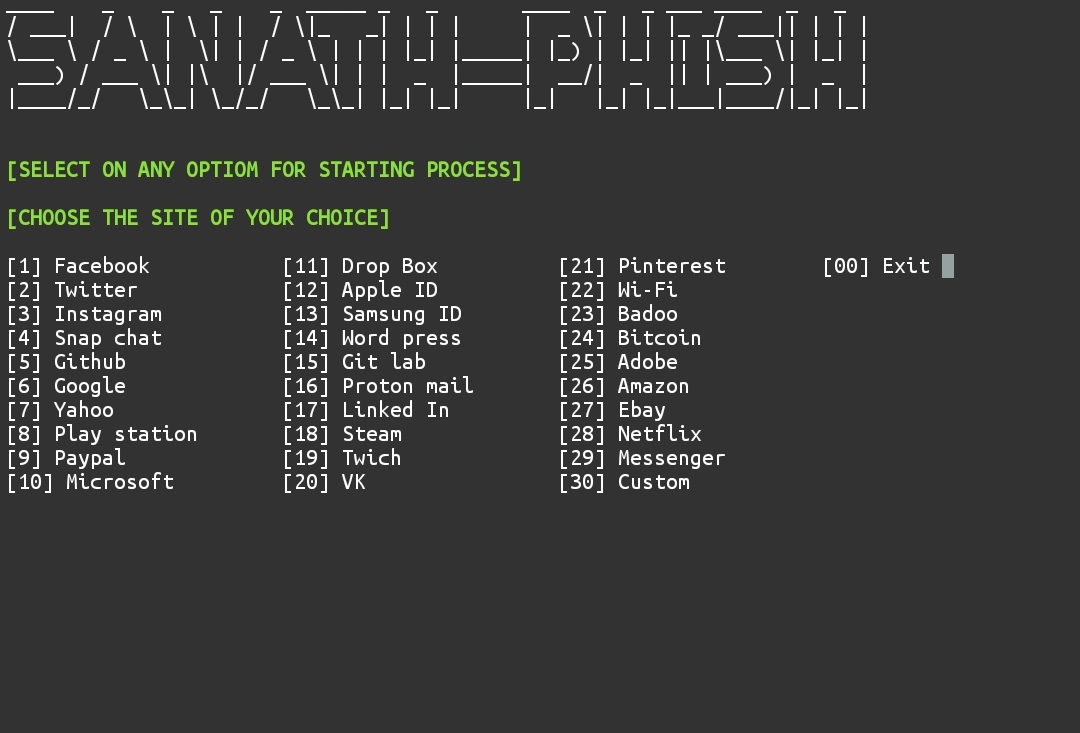 SANATH-PHISH
[SELECT ON ANY OPTIOM FOR STARTING PROCESS]
[CHOOSE THE SITE OF YOUR CHOICE]
[1] Facebook [11] Drop Box [21] Pinterest [00] Exit
[2] Twitter [12] Apple ID [22] Wi-Fi
[3] Instagram [13] Samsung ID [23] Badoo
[4] Snap chat [14] Word press [24] Bitcoin
[5] Github [15] Git lab [25] Adobe
[6] Google [16] Proton mail [26] Amazon
[7] Yahoo [17] Linked In [27] Ebay
[8] Play station [18] Steam [28] Netflix
[9] Paypal [19] Twich [29] Messenger
[10] Microsoft [20] VK [30] Custom